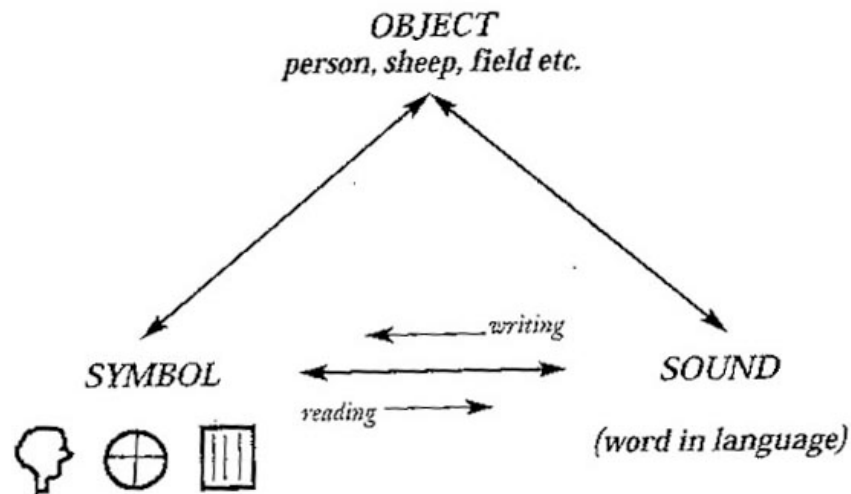 OBJECT
person, sheep, field etc.
writing
SYMBOL
SOUND
reading
(word in language)